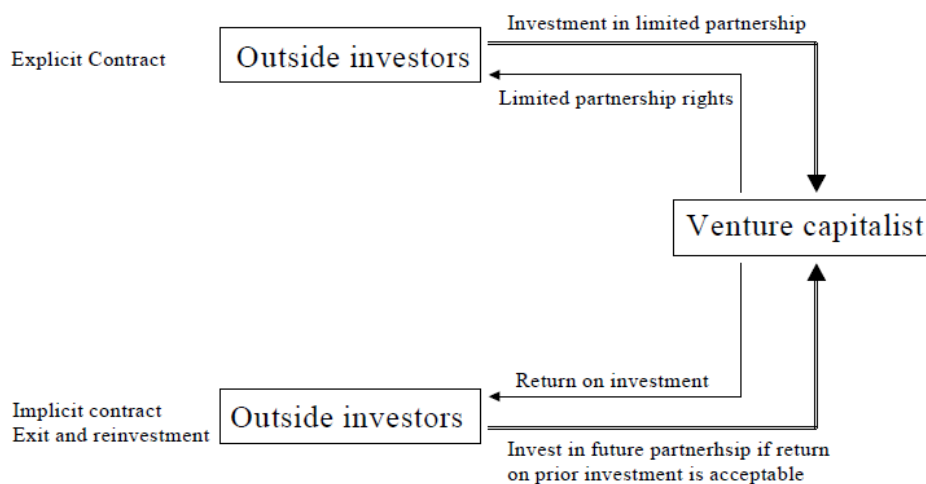 Investment in limited partnership
Explicit Contract
Outside investors
Limited partnership rights
Venture capitalist
Return on investment
Implicit contract
Exit and reinvestment
Outside investors
Invest in future partnerhsip if return
on prior investment is acceptable